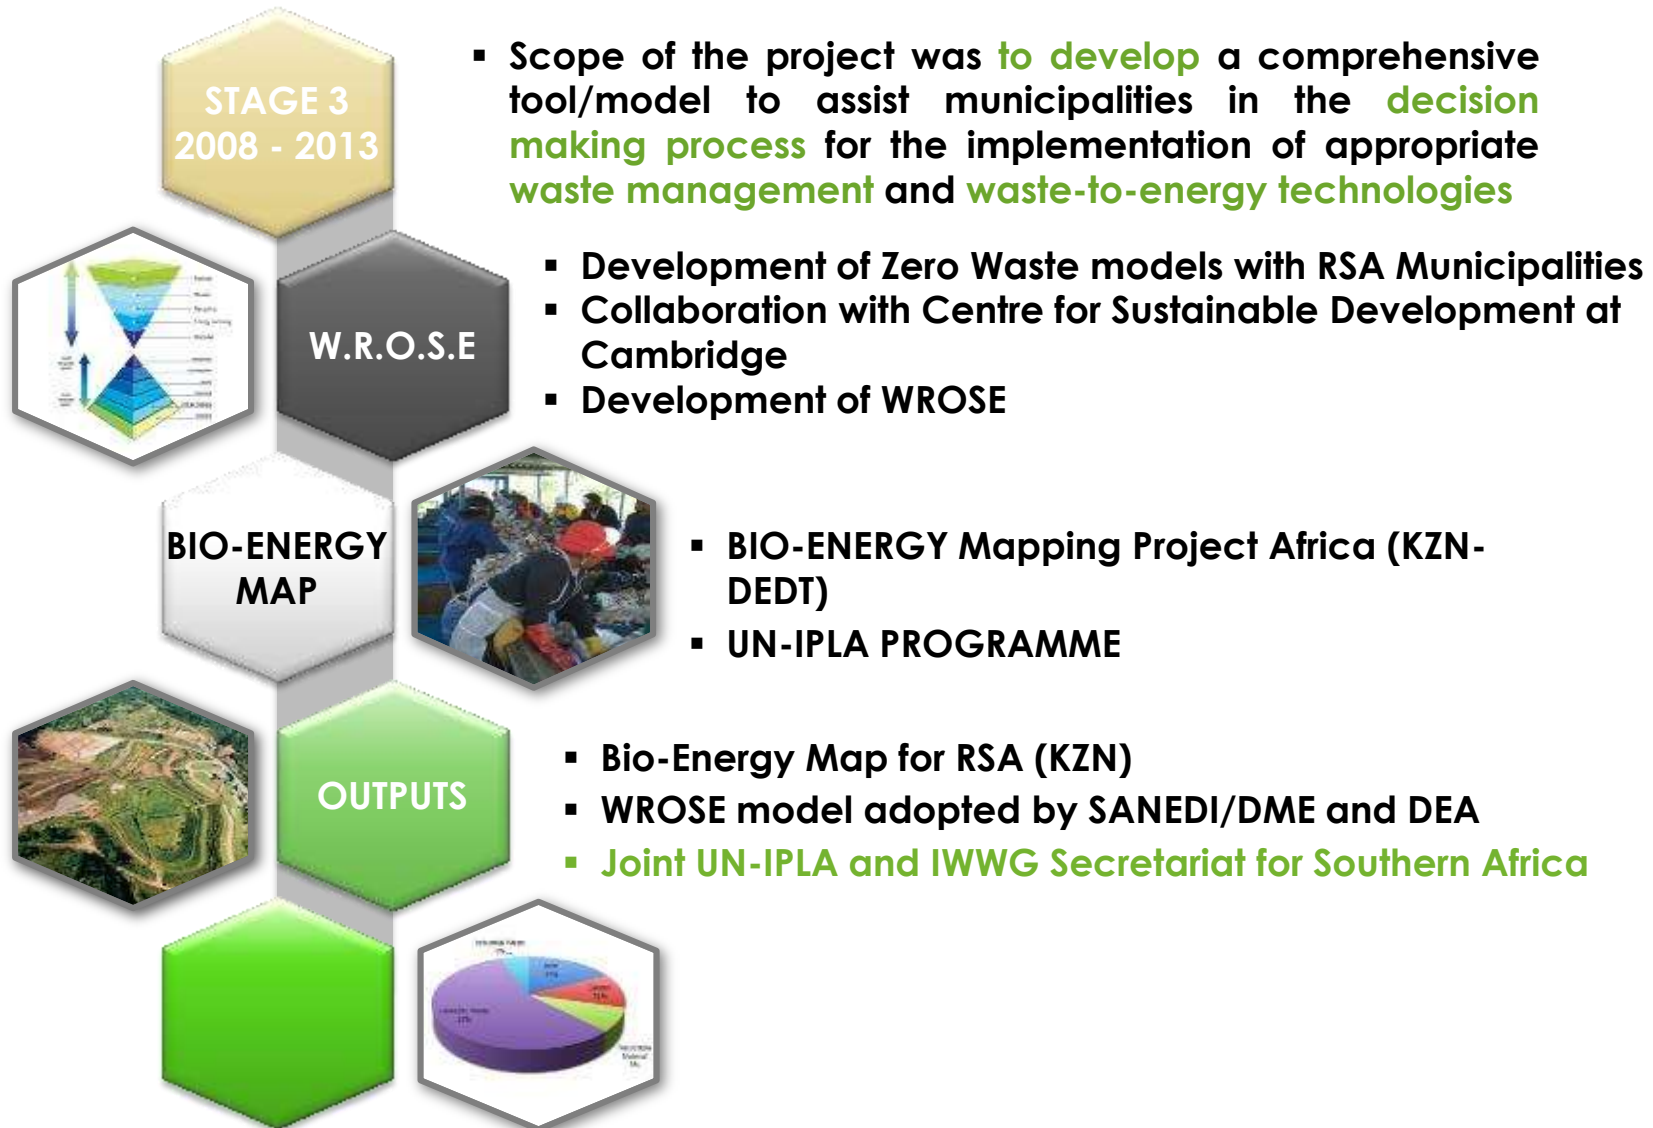 STAGE 3
2008 - 2013
▪ Scope of the project was to develop a comprehensive
tool/model to assist municipalities in the decision
making process for the implementation of appropriate
waste management and waste-to-energy technologies
W.R.O.S.E
▪ Development of Zero Waste models with RSA Municipalities
▪ Collaboration with Centre for Sustainable Development at
Cambridge
▪ Development of WROSE
BIO-ENERGY
MAP
▪ BIO-ENERGY Mapping Project Africa (KZN-
DEDT)
▪ UN-IPLA PROGRAMME
OUTPUTS
▪ Bio-Energy Map for RSA (KZN)
▪ WROSE model adopted by SANEDI/DME and DEA
▪ Joint UN-IPLA and IWWG Secretariat for Southern Africa